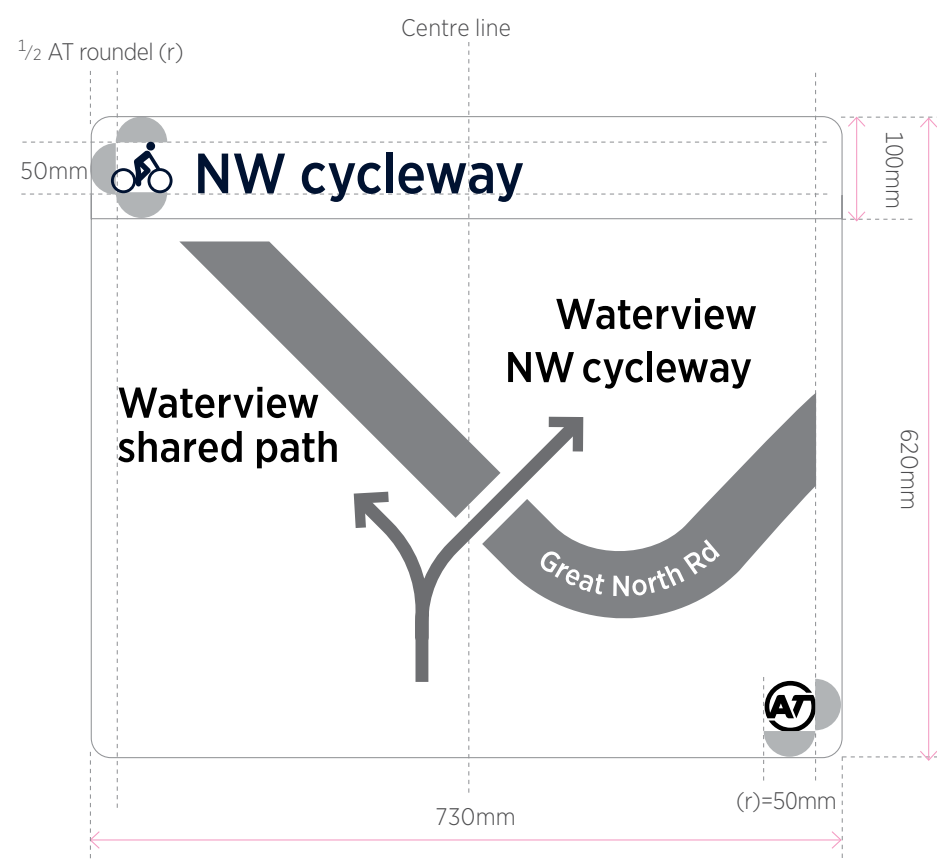 Centre line
1/2 AT roundel (r)
50mm
NW cycleway
100mm
Waterview
NW cycleway
Waterview
shared path
620mm
Great North Rd
AT
(r)=50mm
730mm